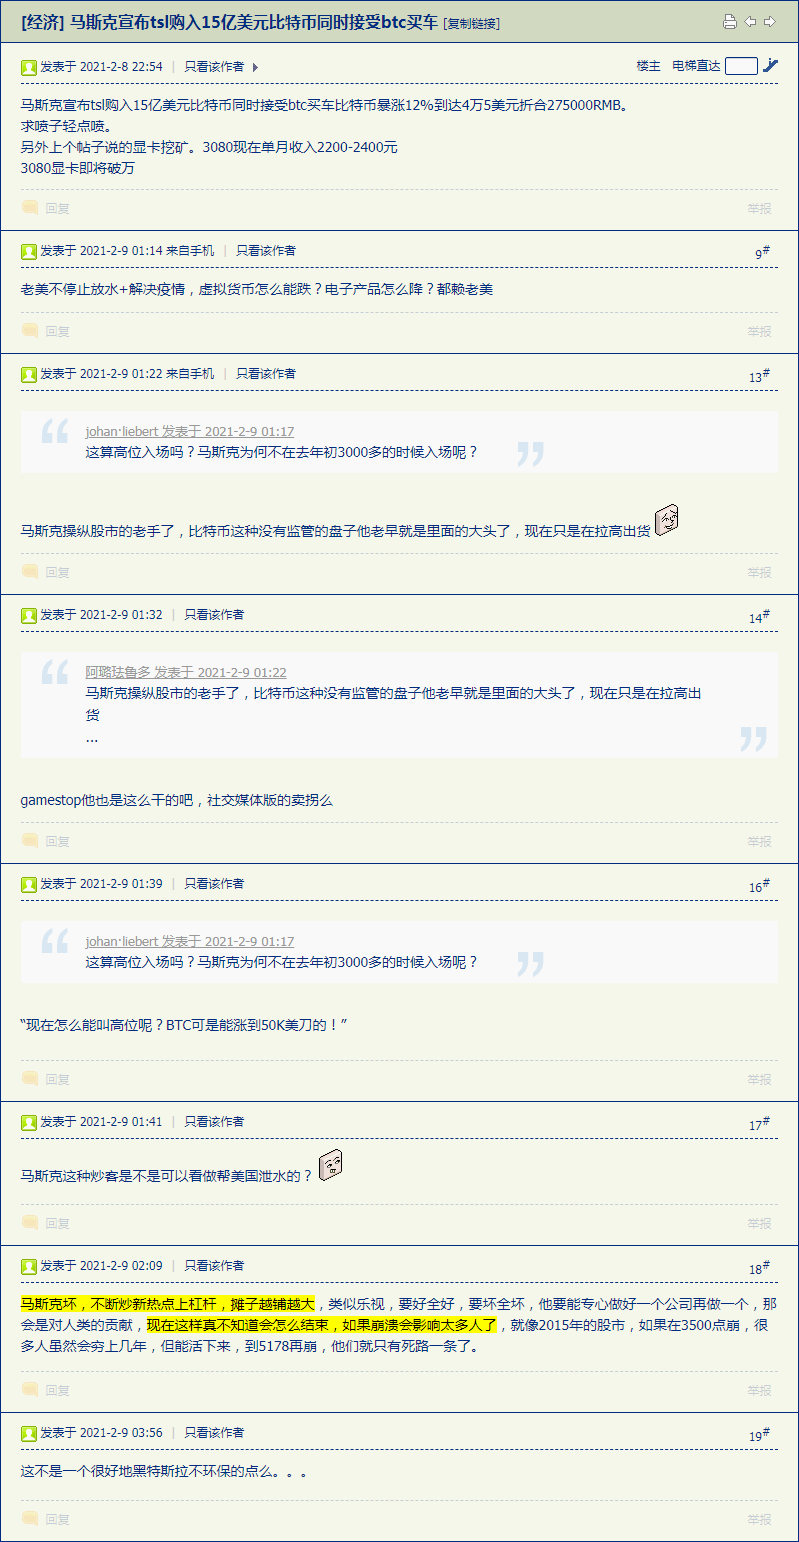 [经济] 马斯克宣布tsl购入15亿美元比特币同时接受btc买车 [复制链接]
发表于 2021-2-8 22:54 | 只看该作者
楼主 电梯直达
马斯克宣布tsl购入15亿美元比特币同时接受btc买车比特币暴涨12%到达4万5美元折合275000RMB。
求喷子轻点喷。
另外上个帖子说的显卡挖矿。3080现在单月收入2200-2400元
3080显卡即将破万
回复 举报
发表于 2021-2-9 01:14 来自手机 | 只看该作者 9#
老美不停止放水+解决疫情，虚拟货币怎么能跌？电子产品怎么降？都赖老美
回复 举报
发表于 2021-2-9 01:22 来自手机 | 只看该作者 13#
johan·liebert 发表于 2021-2-9 01:17
这算高位入场吗？马斯克为何不在去年初3000多的时候入场呢？
马斯克操纵股市的老手了，比特币这种没有监管的盘子他老早就是里面的大头了，现在只是在拉高出货
回复 举报
发表于 2021-2-9 01:32 | 只看该作者 14#
阿璐珐鲁多 发表于 2021-2-9 01:22
马斯克操纵股市的老手了，比特币这种没有监管的盘子他老早就是里面的大头了，现在只是在拉高出
货
...
gamestop他也是这么干的吧，社交媒体版的卖拐么
回复 举报
发表于 2021-2-9 01:39 | 只看该作者 16#
johan·liebert 发表于 2021-2-9 01:17
这算高位入场吗？马斯克为何不在去年初3000多的时候入场呢？
“现在怎么能叫高位呢？BTC可是能涨到50K美刀的！”
回复 举报
发表于 2021-2-9 01:41 | 只看该作者 17#
马斯克这种炒客是不是可以看做帮美国泄水的？
回复 举报
发表于 2021-2-9 02:09 | 只看该作者 18#
马斯克坏，不断炒新热点上杠杆，摊子越铺越大，类似乐视，要好全好，要坏全坏，他要能专心做好一个公司再做一个，那
会是对人类的贡献，现在这样真不知道会怎么结束，如果崩溃会影响太多人了，就像2015年的股市，如果在3500点崩，很
多人虽然会穷上几年，但能活下来，到5178再崩，他们就只有死路一条了。
回复 举报
发表于 2021-2-9 03:56 | 只看该作者 19#
这不是一个很好地黑特斯拉不环保的点么。。。
回复 举报